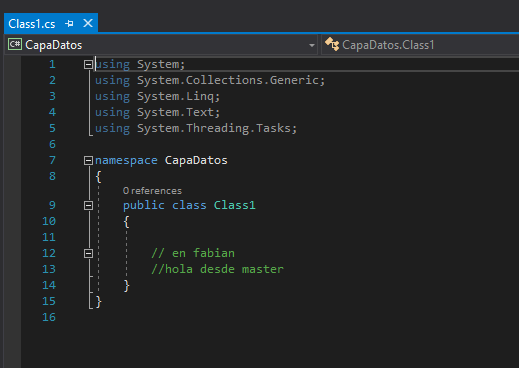 Class1.cs
C# CapaDatos CapaDatos.Class1
1 using System;
2 using System.Collections.Generic;
3 using System.Linq;
4 using System.Text;
5 using System.Threading.Tasks;
6
7 namespace CapaDatos
8 {
0 references
9 public class Class1
10 {
11
12 // en fabian
13 //hola desde master
14 }
15 }
16